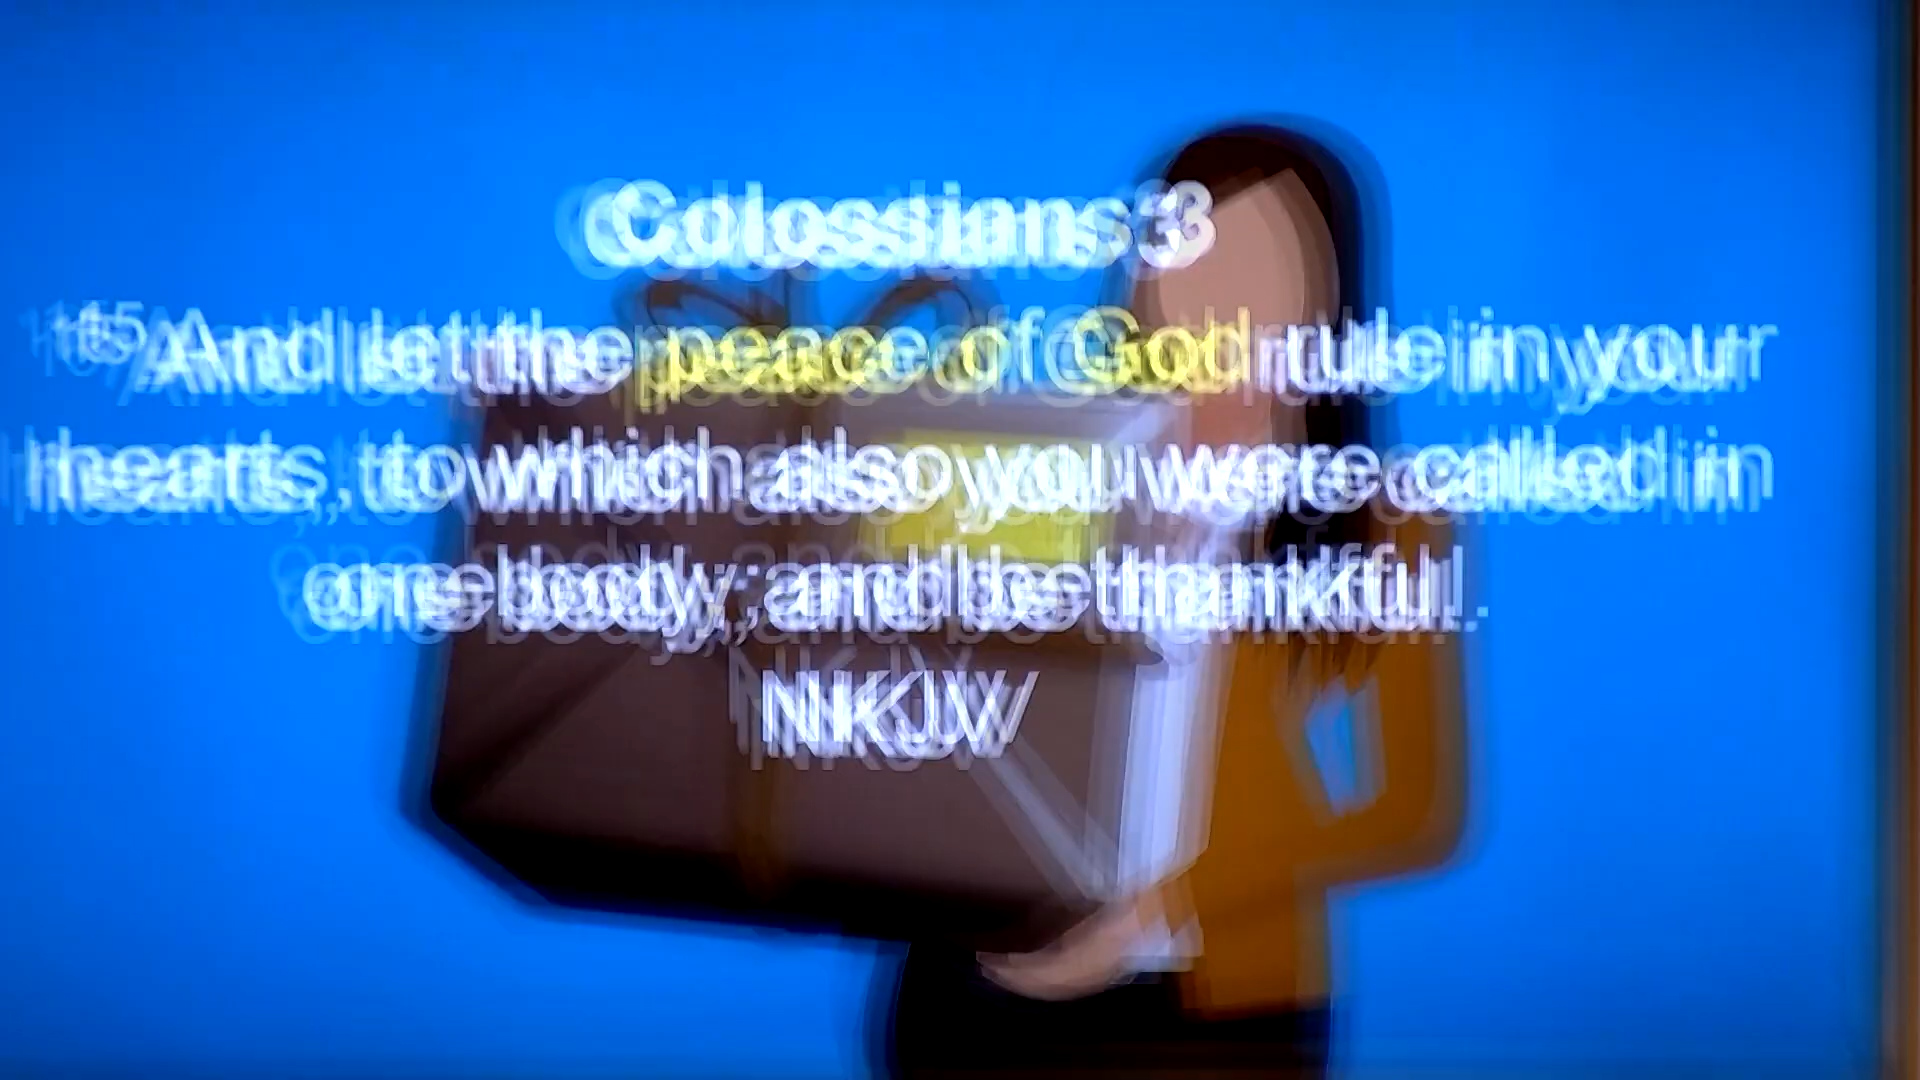 Colossians 3
15 And let the peace of God rule in your
hearts, to which also you were called in
one body; and be thankful.
NKJV